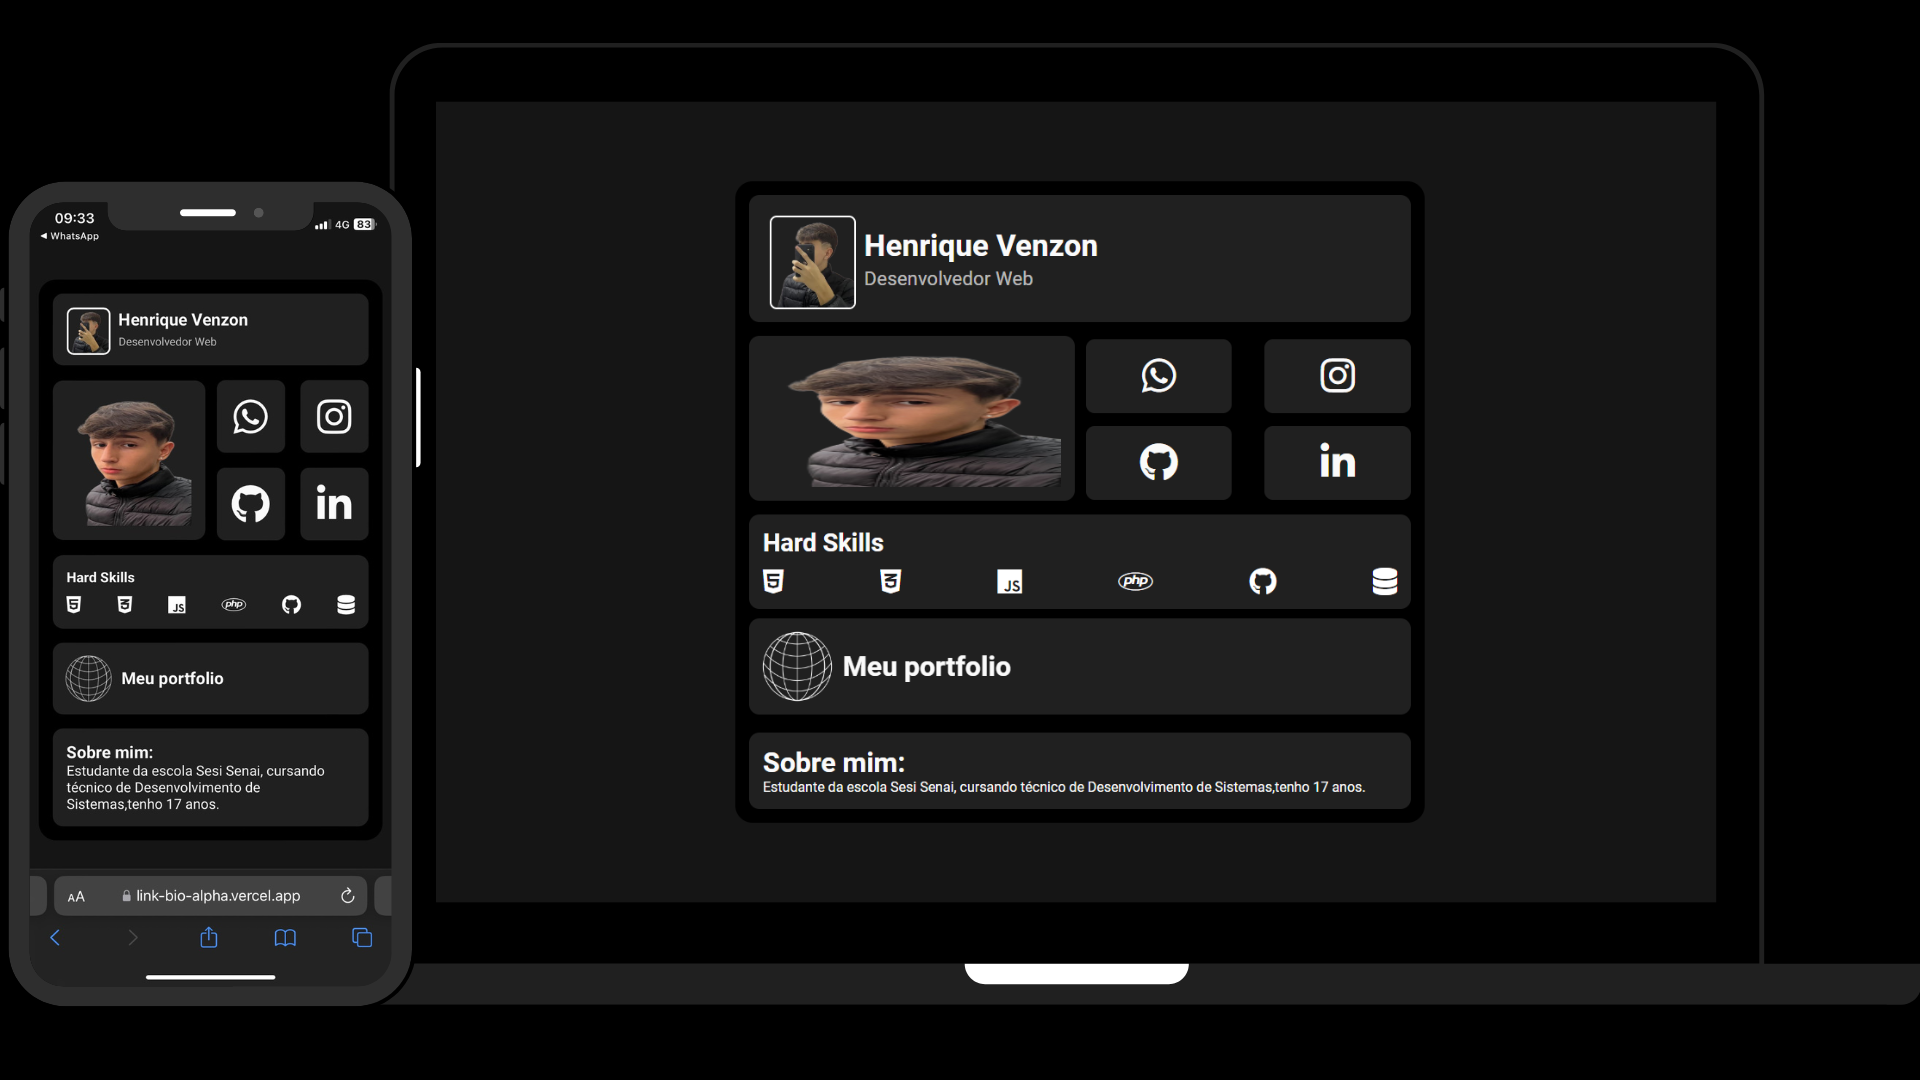 09:33
4G 83
◀ WhatsApp
Henrique Venzon
Desenvolvedor Web
in
Hard Skills
JS
php
Meu portfolio
Sobre mim:
Estudante da escola Sesi Senai, cursando
técnico de Desenvolvimento de
Sistemas,tenho 17 anos.
AA link-bio-alpha.vercel.app
Henrique Venzon
Desenvolvedor Web
in
Hard Skills
JS
php
Meu portfolio
Sobre mim:
Estudante da escola Sesi Senai, cursando técnico de Desenvolvimento de Sistemas,tenho 17 anos.